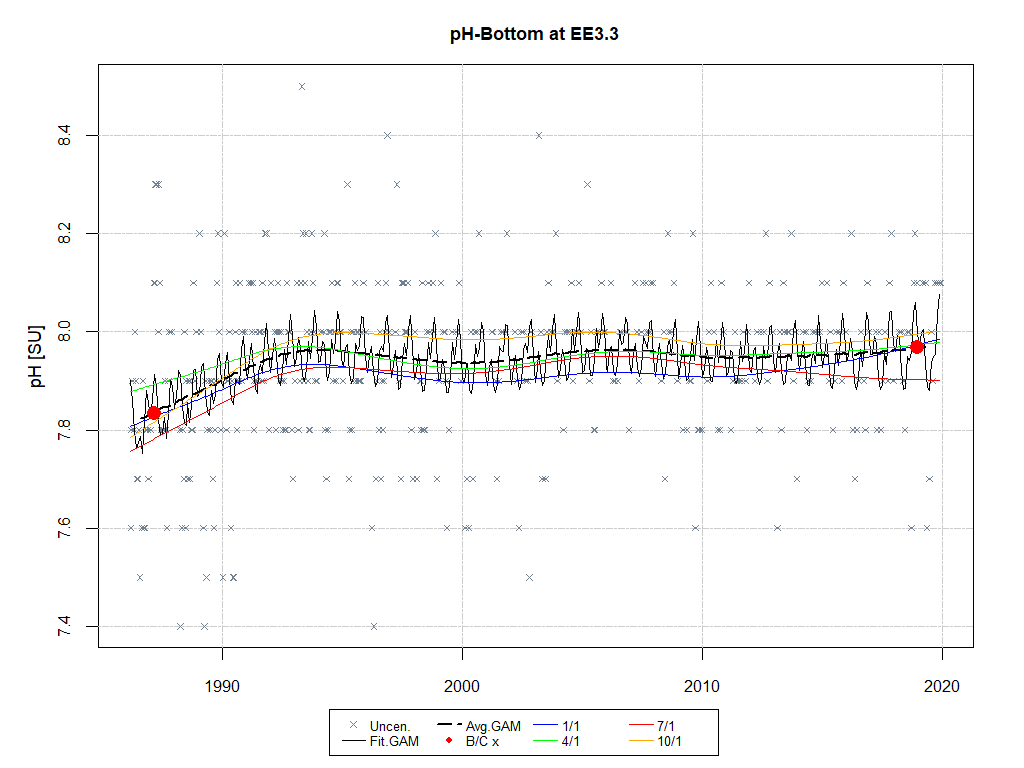 pH-Bottom at EE3.3
pH [SU]
8.4
8.2
8.0
7.8
7.6
7.4
1990 2000 2010 2020
Uncen. Avg.GAM 1/1 7/1
Fit.GAM B/C x 4/1 10/1